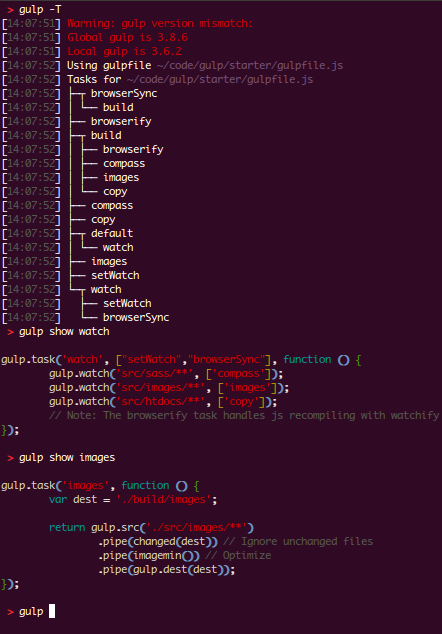 > gulp -T
[14:07:51] Warning: gulp version mismatch:
[14:07:51] Global gulp is 3.8.6
[14:07:51] Local gulp is 3.6.2
[14:07:52] Using gulpfile ~/code/gulp/starter/gulpfile.js
[14:07:52] Tasks for ~/code/gulp/starter/gulpfile.js
[14:07:52] ├─┬ browserSync
[14:07:52] │ └── build
[14:07:52] ├── browserify
[14:07:52] ├─┬ build
[14:07:52] │ ├── browserify
[14:07:52] │ ├── compass
[14:07:52] │ ├── images
[14:07:52] │ └── copy
[14:07:52] ├── compass
[14:07:52] ├── copy
[14:07:52] ├─┬ default
[14:07:52] │ └── watch
[14:07:52] ├── images
[14:07:52] ├── setWatch
[14:07:52] └─┬ watch
[14:07:52]   ├── setWatch
[14:07:52]   └── browserSync
> gulp show watch
gulp.task('watch', ["setWatch","browserSync"], function () {
gulp.watch('src/sass/**', ['compass']);
gulp.watch('src/images/**', ['images']);
gulp.watch('src/htdocs/**', ['copy']);
// Note: The browserify task handles js recompiling with watchify
});
> gulp show images
gulp.task('images', function () {
var dest = './build/images';
return gulp.src('./src/images/**')
.pipe(changed(dest)) // Ignore unchanged files
.pipe(imagemin()) // Optimize
.pipe(gulp.dest(dest));
});
> gulp